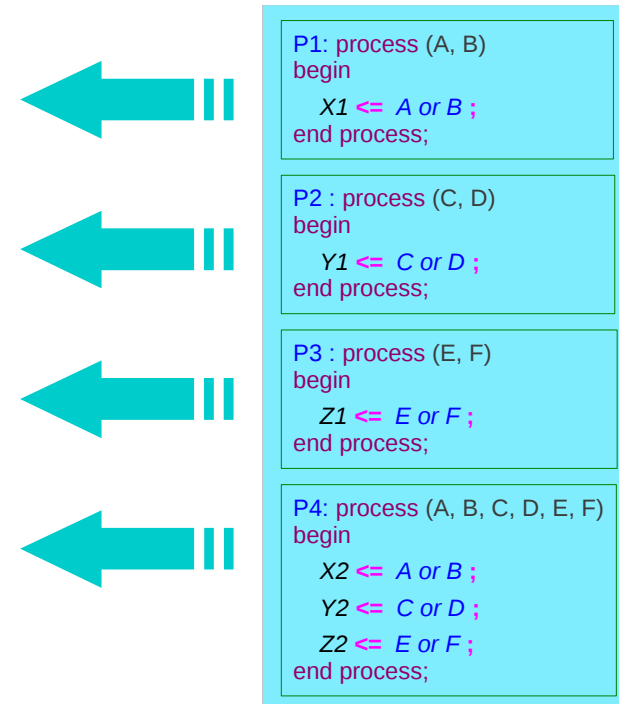 P1: process (A, B)
begin
X1 <= A or B ;
end process;
P2 : process (C, D)
begin
Y1 <= C or D ;
end process;
P3 : process (E, F)
begin
Z1 <= E or F ;
end process;
P4: process (A, B, C, D, E, F)
begin
X2 <= A or B ;
Y2 <= C or D ;
Z2 <= E or F ;
end process;